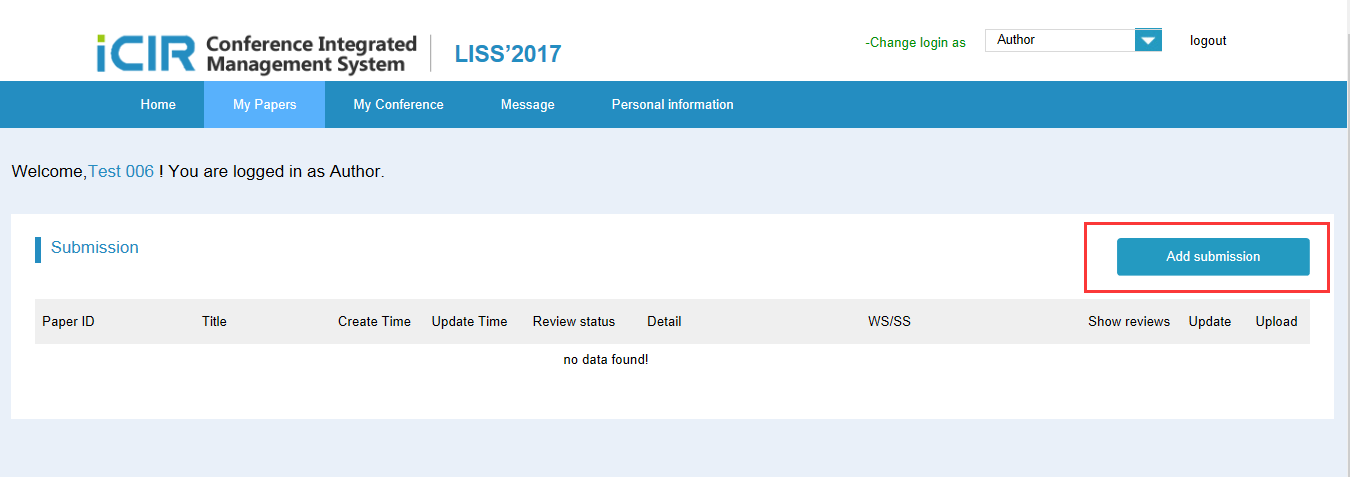 iCIR Conference Integrated Management System LISS’2017
-Change login as Author logout
Home My Papers My Conference Message Personal information
Welcome,Test 006 ! You are logged in as Author.
Submission
Add submission
Paper ID Title Create Time Update Time Review status Detail WS/SS Show reviews Update Upload
no data found!